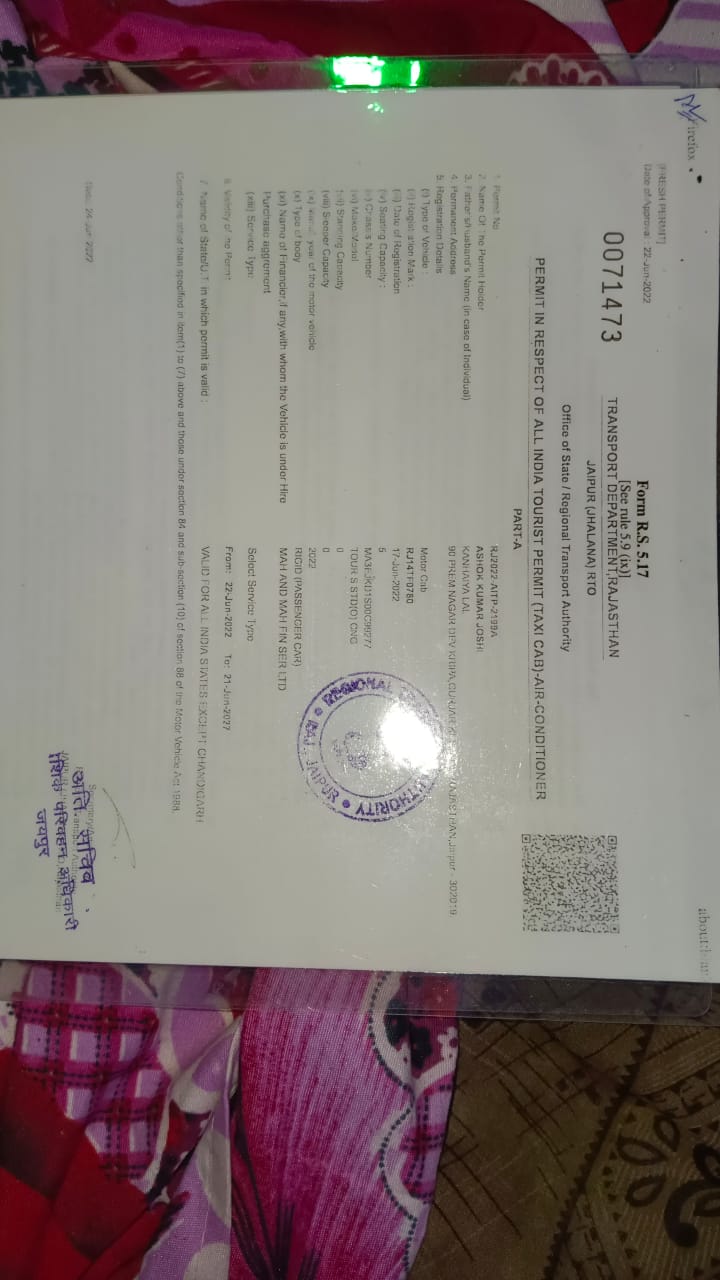 Firefox
about:blank
[FRESH PERMIT]
Date of Approval : 22-Jun-2022
Form R.S. 5.17
[See rule 5.9 (ix)]
0071473
TRANSPORT DEPARTMENT,RAJASTHAN
JAIPUR (JHALANA) RTO
Office of State / Regional Transport Authority
PERMIT IN RESPECT OF ALL INDIA TOURIST PERMIT (TAXI CAB)-AIR-CONDITIONER
PART-A
1. Permit No. RJ2022-AITP-2199A
2. Name Of The Permit Holder ASHOK KUMAR JOSHI
3. Father's/Husband's Name (in case of Individual) KANHAIYA LAL
4. Permanent Address 90 PREM NAGAR DEV KRIPA,GURJAR RAJASTHAN,Jaipur - 302019
5. Registration Details
(i) Type of Vehicle : Motor Cab
(ii) Registration Mark : RJ14TF0780
(iii) Date of Registration 17-Jun-2022
(iv) Seating Capacity : 5
(v) Chassis Number
(vi) Make/Model TOUR S STD(O) CNG
(vii) Standing Capacity 0
(viii) Sleeper Capacity 0
(ix) year of the motor vehicle 2022
(x) Type of body RIGID (PASSENGER CAR)
(xi) Name of Financier,if any,with whom the Vehicle is under Hire MAH AND MAH FIN SER LTD
Purchase aggrement
(xiii) Service Type Select Service Type
6. Validity of the Permit From: 22-Jun-2022 To: 21-Jun-2027
7. Name of State/U.T. in which permit is valid : VALID FOR ALL INDIA STATES EXCEPT CHANDIGARH
Conditions other than specified in item(1) to (7) above and those under section 84 and sub-section (10) of section 88 of the Motor Vehicle Act 1988.
Date: 24-Jun-2022
REGIONAL AUTHORITY
RAJ. JAIPUR
अति. सचिव
परिवहन अधिकारी
जयपुर